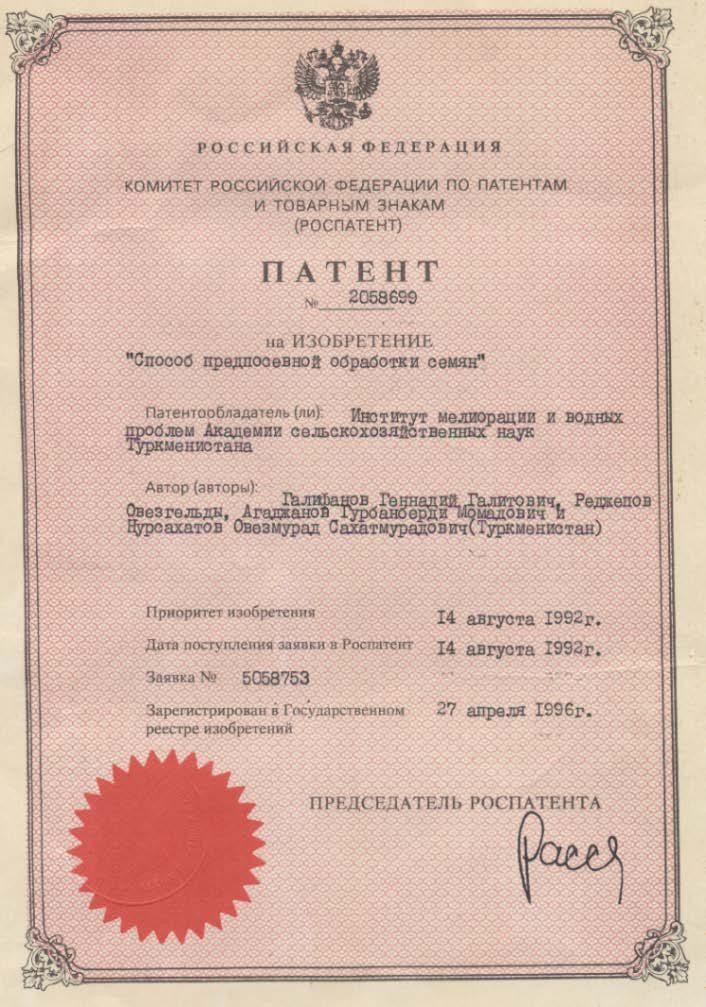 РОССИЙСКАЯ ФЕДЕРАЦИЯ
КОМИТЕТ РОССИЙСКОЙ ФЕДЕРАЦИИ ПО ПАТЕНТАМ
И ТОВАРНЫМ ЗНАКАМ
(РОСПАТЕНТ)
ПАТЕНТ
№ 2058699
на ИЗОБРЕТЕНИЕ
"Способ предпосевной обработки семян"
Патентообладатель (ли): Институт мелиорации и водных
проблем Академии сельскохозяйственных наук
Туркменистана
Автор (авторы): Галифанов Геннадий Галитович, Реджепов
Овезгельды, Агаджанов Гурбанберди Момадович и
Нурсахатов Овезмурад Сахатмурадович(Туркменистан)
Приоритет изобретения 14 августа 1992г.
Дата поступления заявки в Роспатент 14 августа 1992г.
Заявка № 5058753
Зарегистрирован в Государственном 27 апреля 1996г.
реестре изобретений
ПРЕДСЕДАТЕЛЬ РОСПАТЕНТА